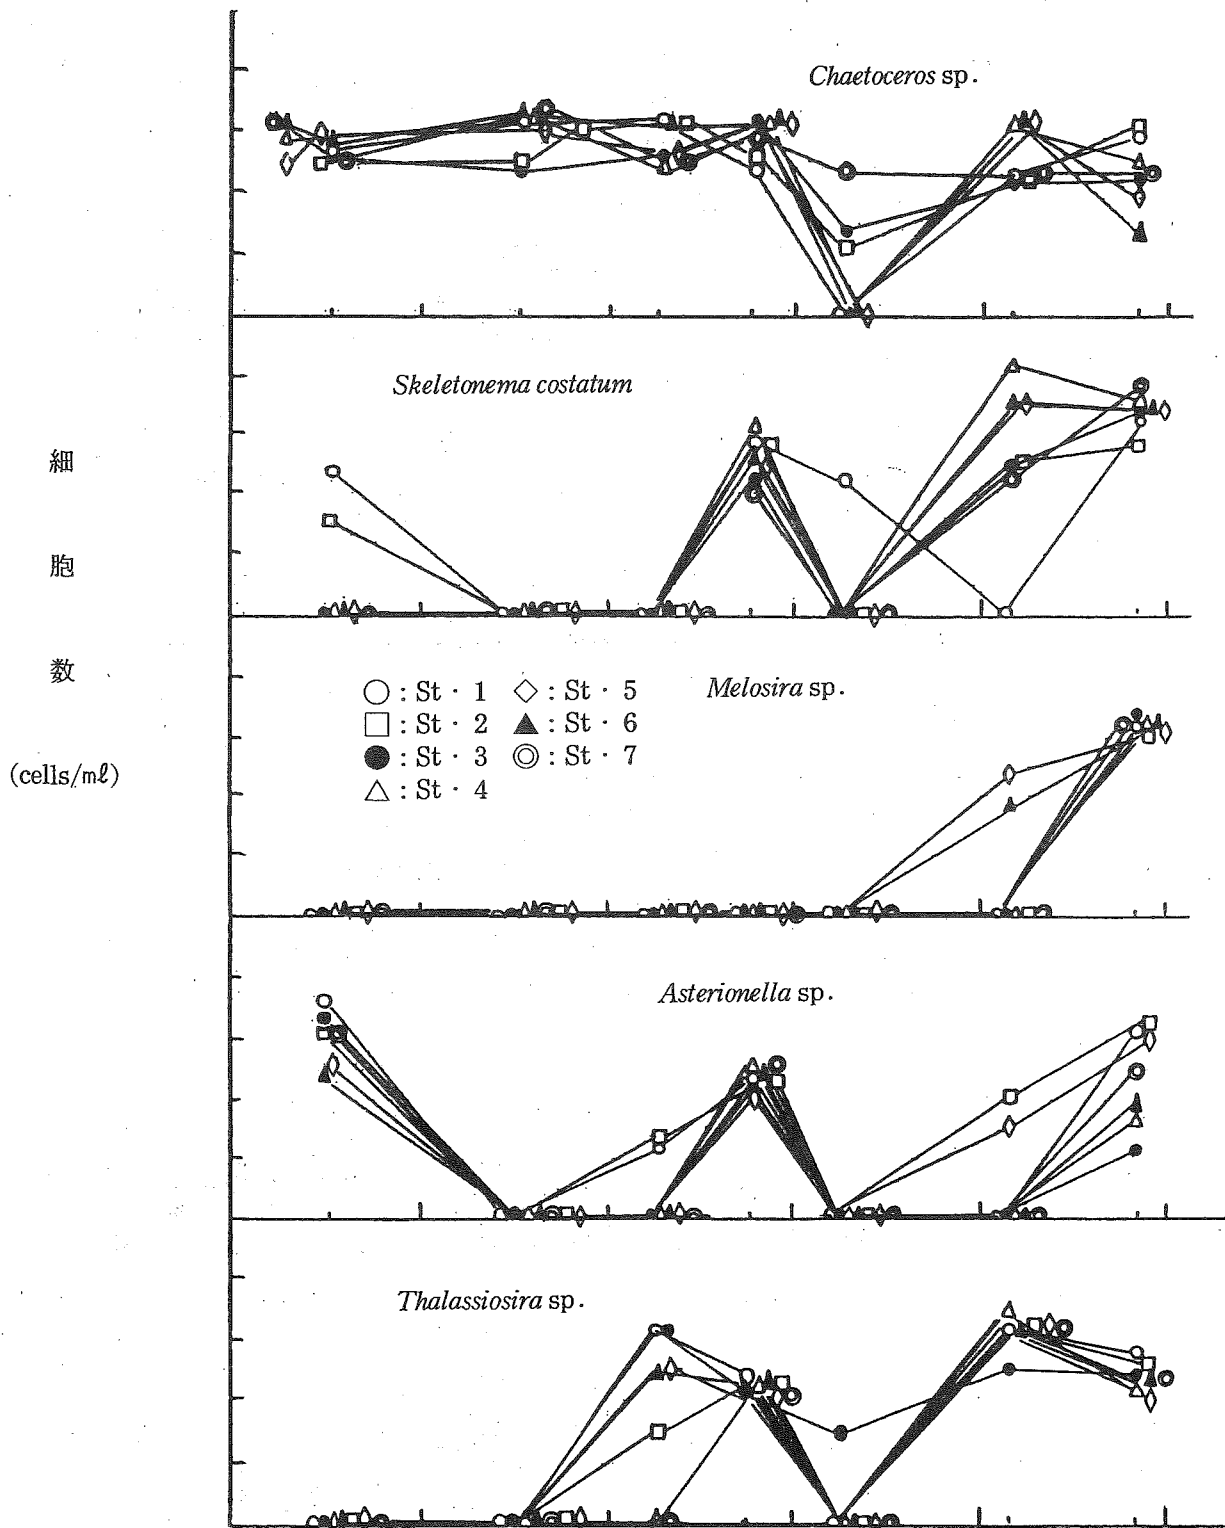 Chaetoceros sp.
Skeletonema costatum
細
胞
数
(cells/mℓ)
Melosira sp.
○ : St · 1 ◇ : St · 5
□ : St · 2 ▲ : St · 6
● : St · 3 ◎ : St · 7
△ : St · 4
Asterionella sp.
Thalassiosira sp.